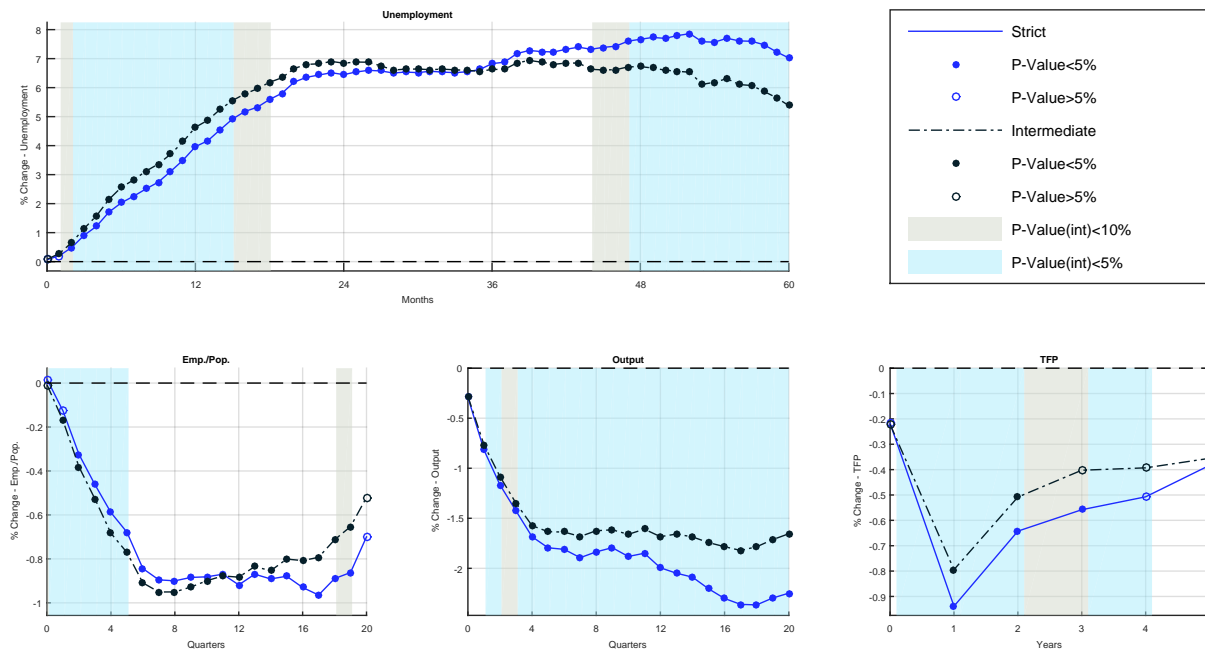 Unemployment
% Change - Unemployment
8
7
6
5
4
3
2
1
0
0 12 24 36 48 60
Months
Strict
P-Value<5%
P-Value>5%
Intermediate
P-Value<5%
P-Value>5%
P-Value(int)<10%
P-Value(int)<5%
Emp./Pop.
% Change - Emp./Pop.
0
-0.2
-0.4
-0.6
-0.8
-1
0 4 8 12 16 20
Quarters
Output
% Change - Output
0
-0.5
-1
-1.5
-2
0 4 8 12 16 20
Quarters
TFP
% Change - TFP
0
-0.1
-0.2
-0.3
-0.4
-0.5
-0.6
-0.7
-0.8
-0.9
0 1 2 3 4
Years